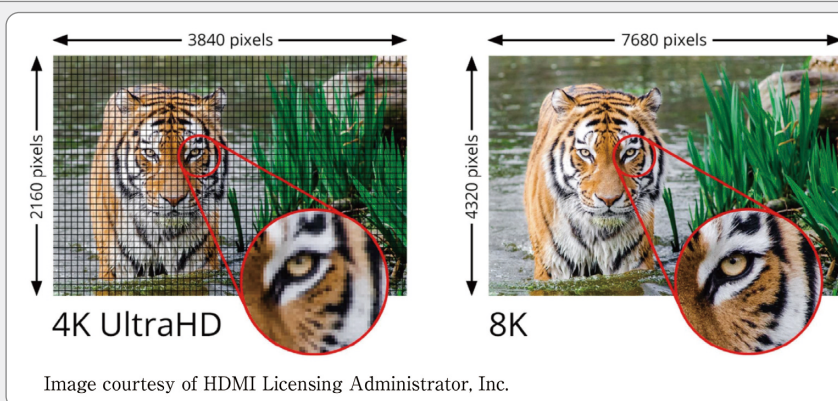 3840 pixels
7680 pixels
2160 pixels
4320 pixels
4K UltraHD
8K
Image courtesy of HDMI Licensing Administrator, Inc.